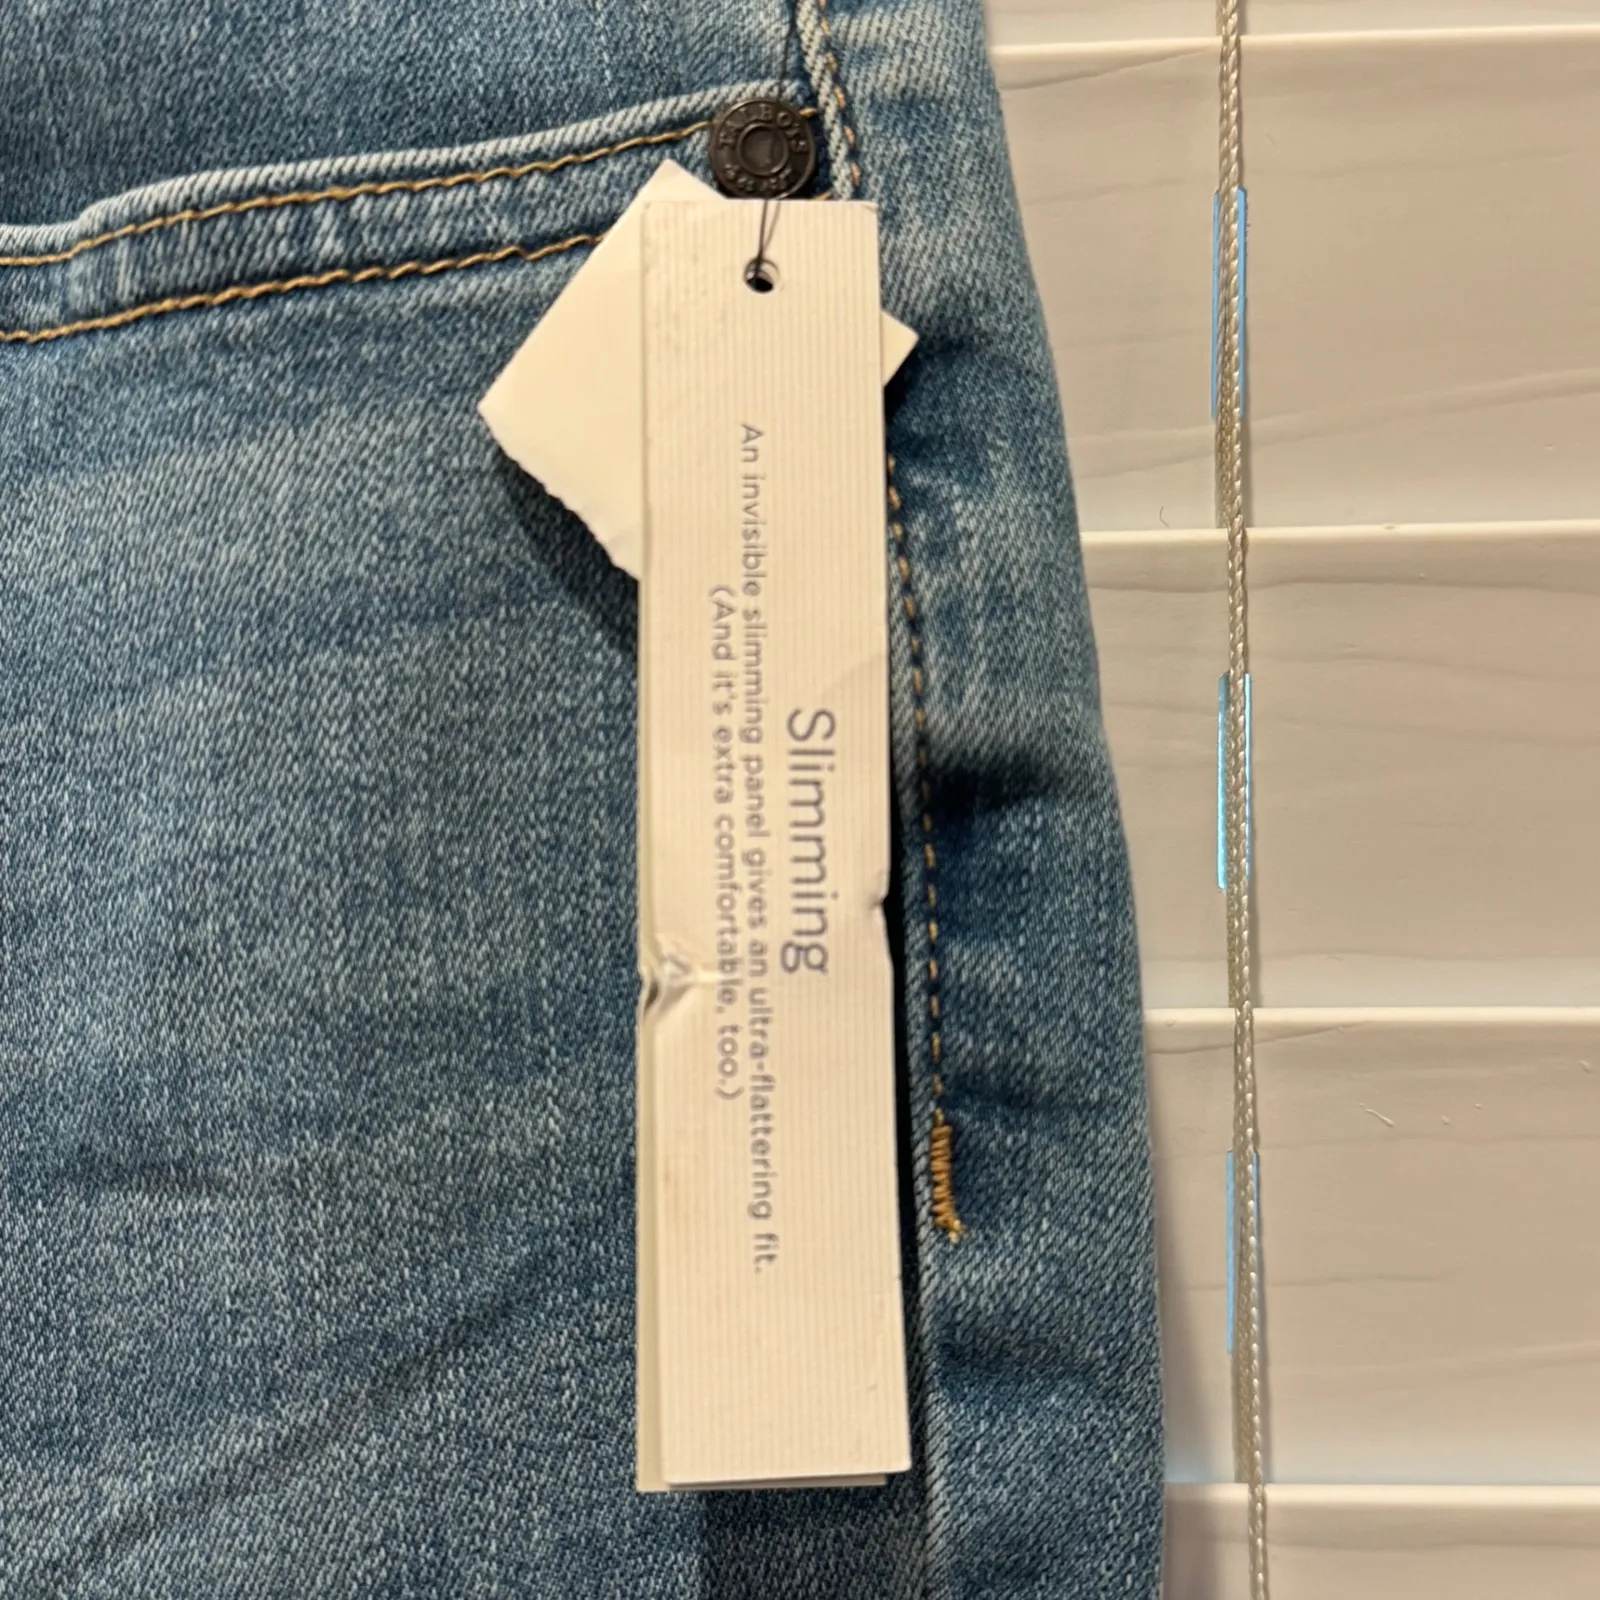 Slimming
An invisible slimming panel gives an ultra-flattering fit.
(And it's extra comfortable, too.)